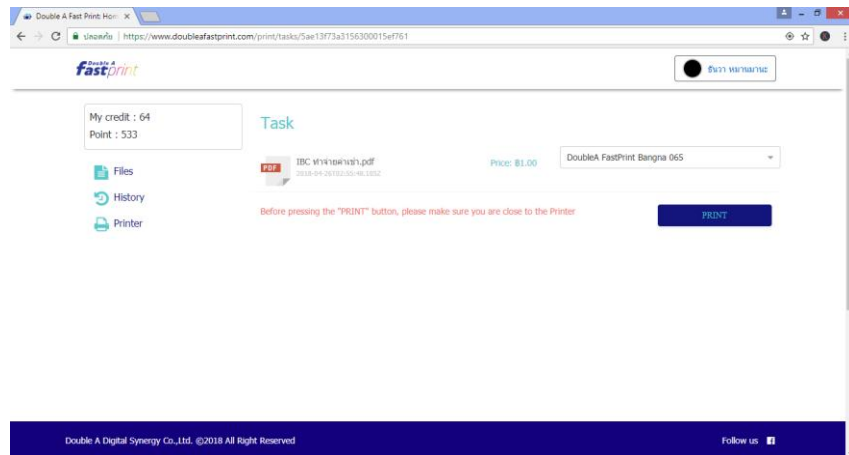 Double A Fast Print: Hom
ปลอดภัย | https://www.doubleafastprint.com/print/tasks/5ae13f73a3156300015ef761
Double A
fastprint
ธันวา หมานมานะ
My credit : 64
Point : 533
Files
History
Printer
Task
PDF
IBC ทำจ่ายค่าเช่า.pdf
Price: ฿1.00
DoubleA FastPrint Bangna 065
Before pressing the "PRINT" button, please make sure you are close to the Printer
PRINT
Double A Digital Synergy Co.,Ltd. ©2018 All Right Reserved
Follow us